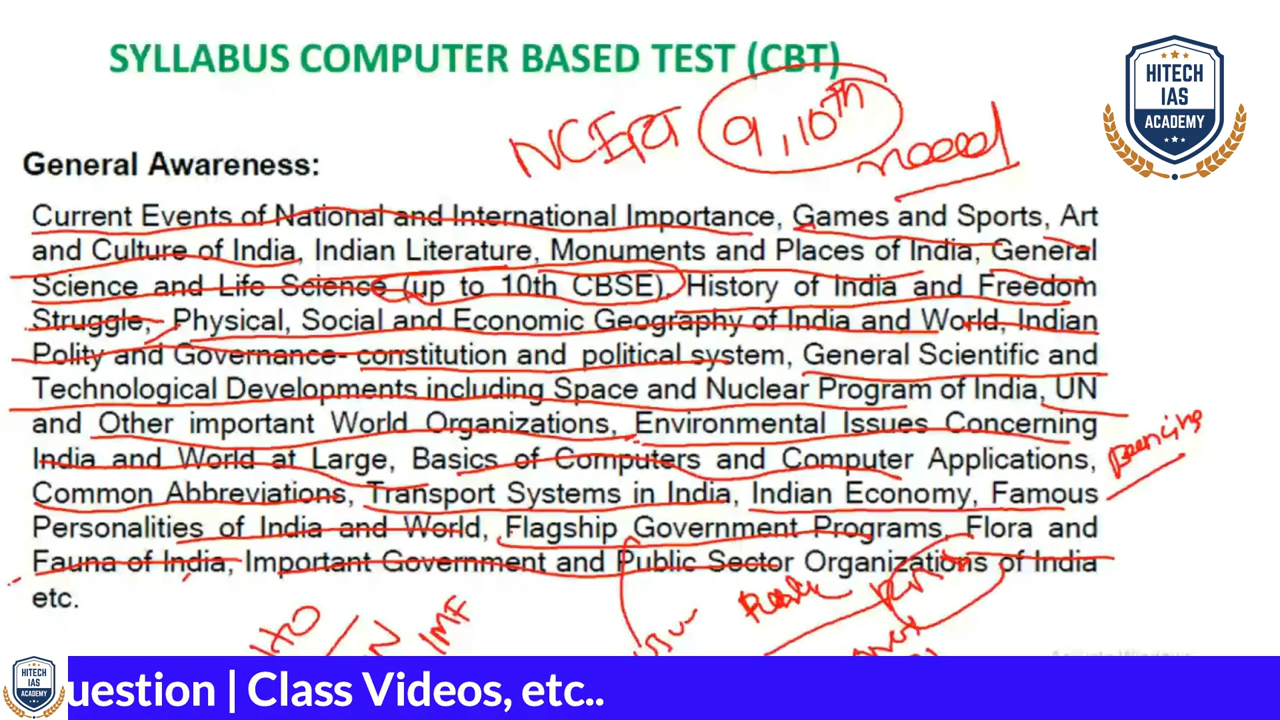 SYLLABUS COMPUTER BASED TEST (CBT)
HITECH
IAS
ACADEMY
NCERT 9, 10th
need
General Awareness:
Current Events of National and International Importance, Games and Sports, Art
and Culture of India, Indian Literature, Monuments and Places of India, General
Science and Life Science (up to 10th CBSE), History of India and Freedom
Struggle, Physical, Social and Economic Geography of India and World, Indian
Polity and Governance- constitution and political system, General Scientific and
Technological Developments including Space and Nuclear Program of India, UN
and Other important World Organizations, Environmental Issues Concerning
India and World at Large, Basics of Computers and Computer Applications,
Common Abbreviations, Transport Systems in India, Indian Economy, Famous
Personalities of India and World, Flagship Government Programs, Flora and
Fauna of India, Important Government and Public Sector Organizations of India
etc.
IMF
HITECH
IAS
ACADEMY
uestion | Class Videos, etc..